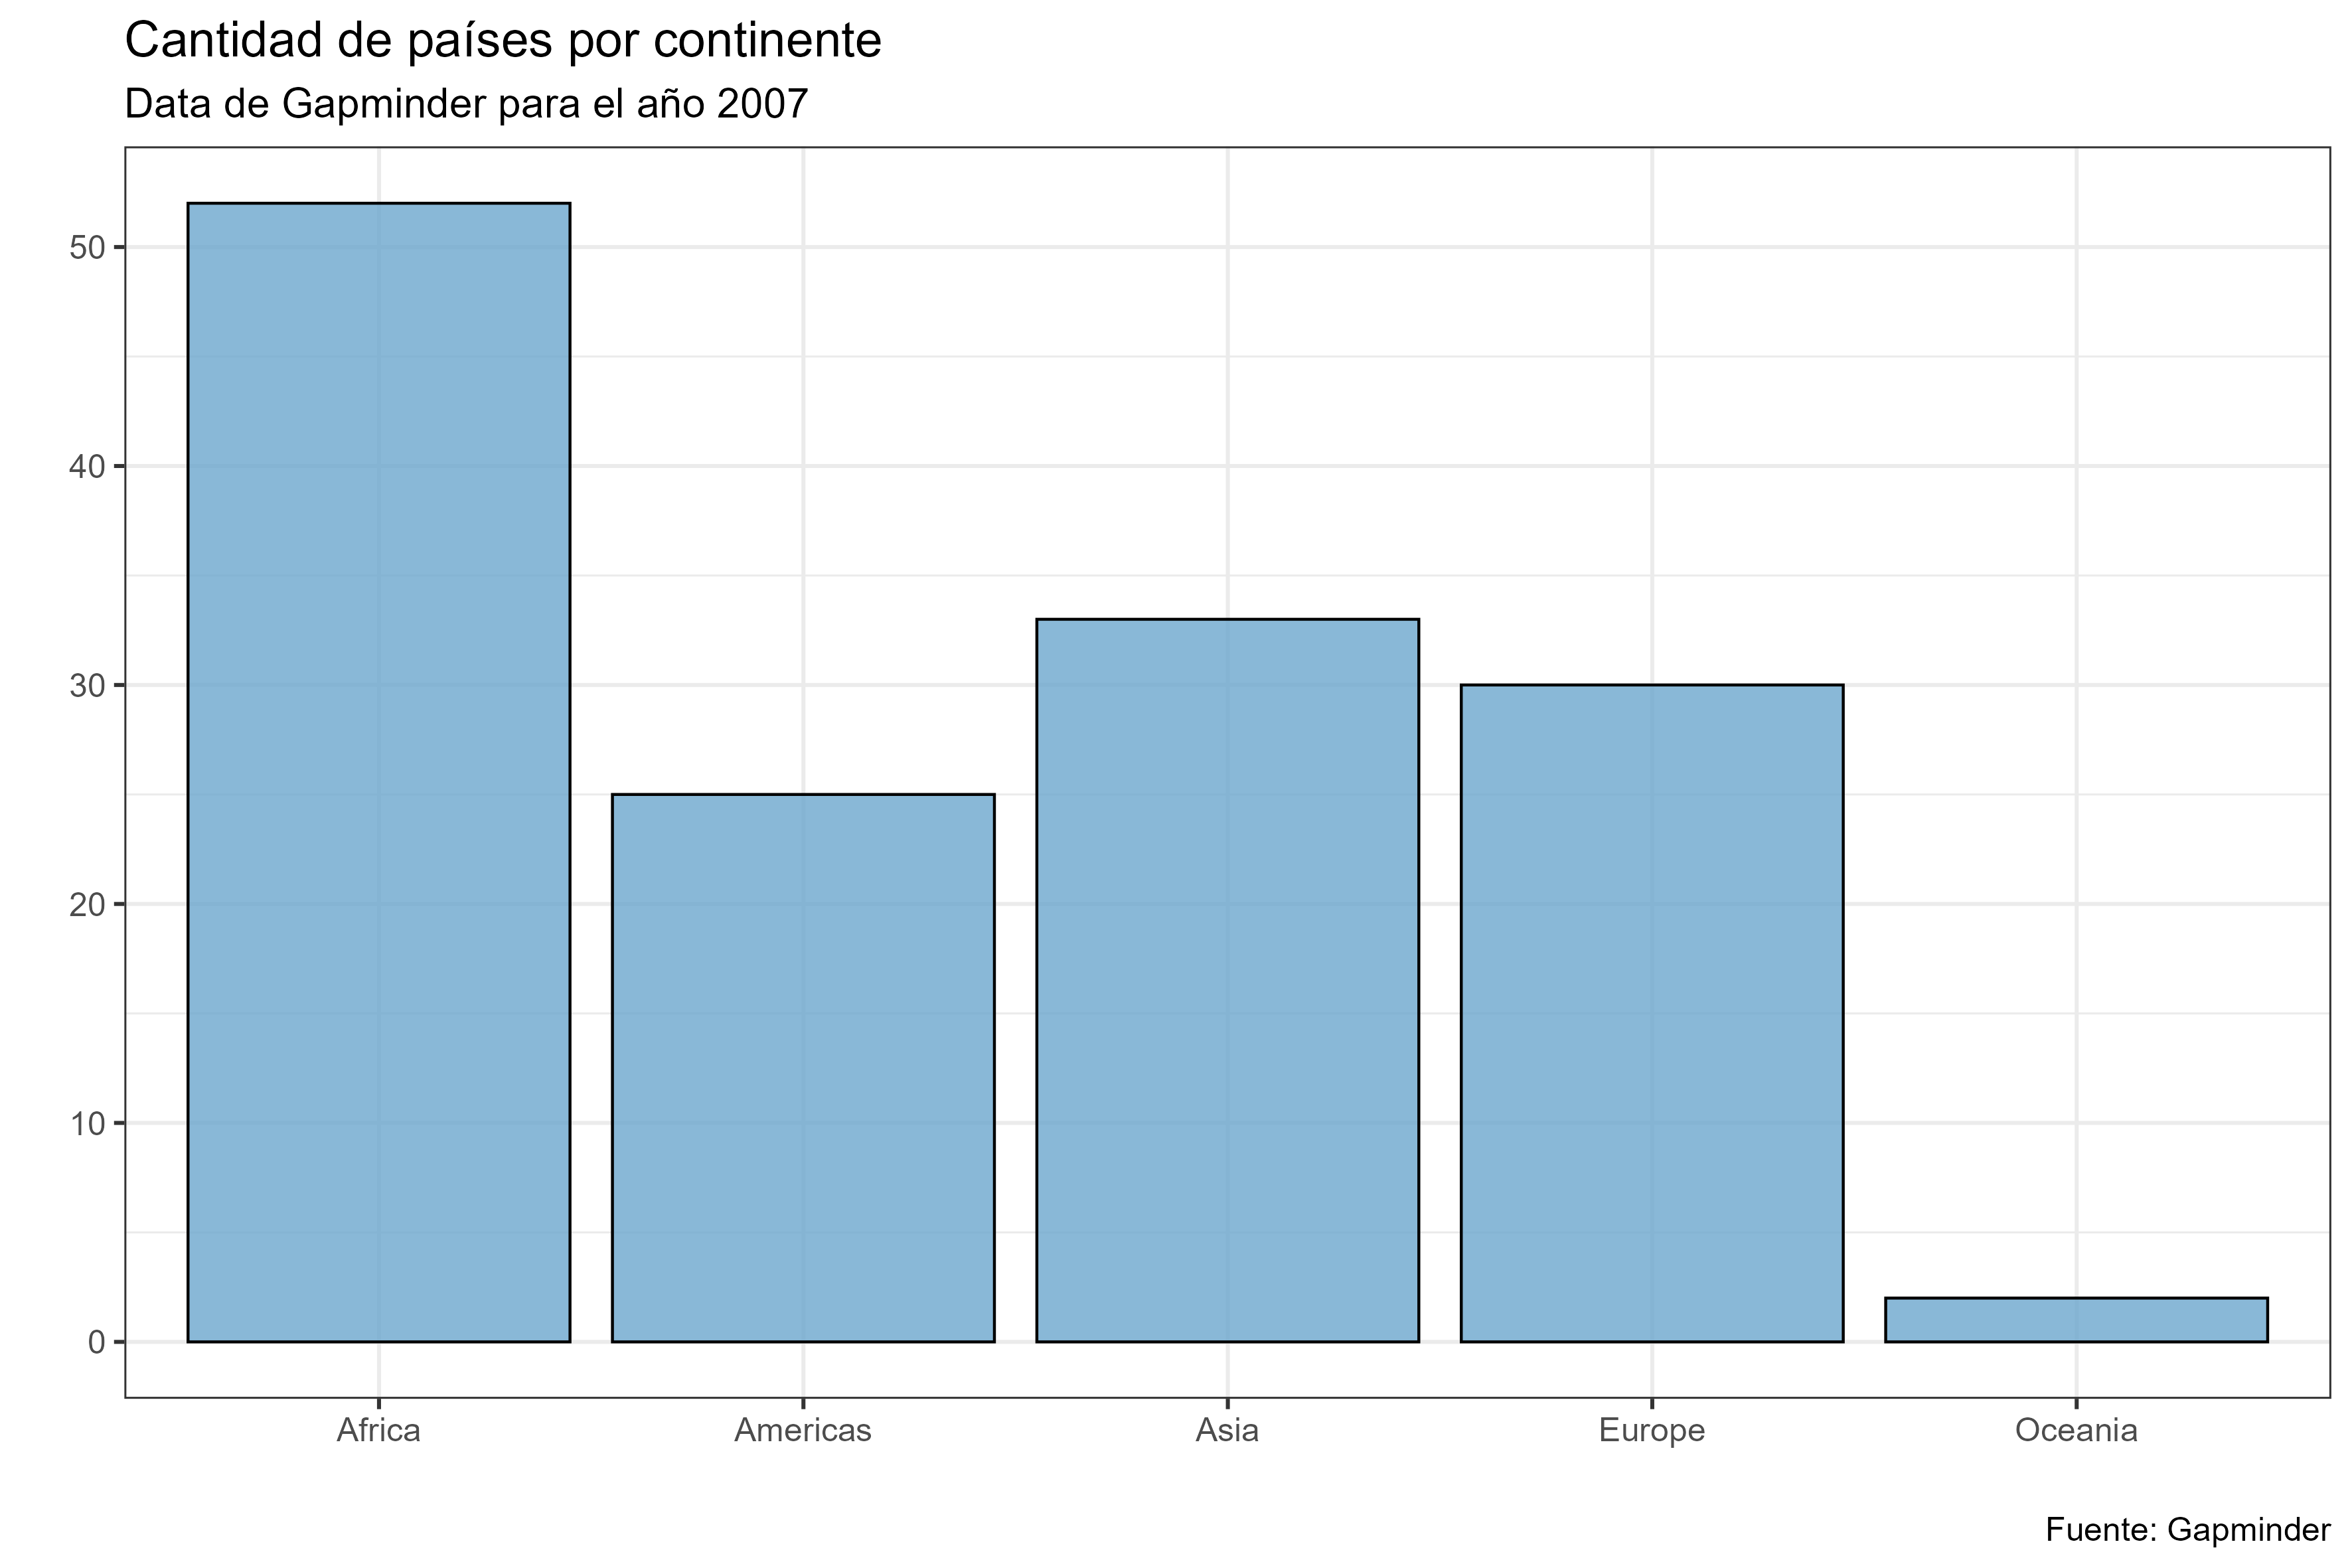 Cantidad de países por continente
Data de Gapminder para el año 2007
50
40
30
20
10
0
Africa Americas Asia Europe Oceania
Fuente: Gapminder